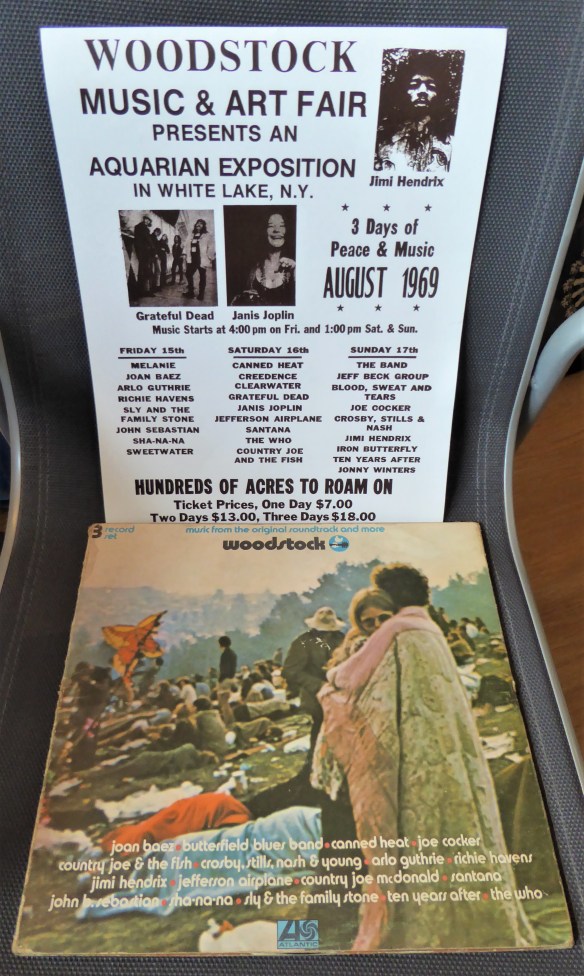 WOODSTOCK
MUSIC & ART FAIR
PRESENTS AN
AQUARIAN EXPOSITION
IN WHITE LAKE, N.Y.
Jimi Hendrix
Grateful Dead
Janis Joplin
3 Days of
Peace & Music
AUGUST 1969
Music Starts at 4:00 pm on Fri. and 1:00 pm Sat. & Sun.
FRIDAY 15th
MELANIE
JOAN BAEZ
ARLO GUTHRIE
RICHIE HAVENS
SLY AND THE
FAMILY STONE
JOHN SEBASTIAN
SHA-NA-NA
SWEETWATER
SATURDAY 16th
CANNED HEAT
CREEDENCE
CLEARWATER
GRATEFUL DEAD
JANIS JOPLIN
JEFFERSON AIRPLANE
SANTANA
THE WHO
COUNTRY JOE
AND THE FISH
SUNDAY 17th
THE BAND
JEFF BECK GROUP
BLOOD, SWEAT AND
TEARS
JOE COCKER
CROSBY, STILLS &
NASH
JIMI HENDRIX
IRON BUTTERFLY
TEN YEARS AFTER
JONNY WINTERS
HUNDREDS OF ACRES TO ROAM ON
Ticket Prices, One Day $7.00
Two Days $13.00, Three Days $18.00
3 record
set
music from the original soundtrack and more
woodstock
joan baez • butterfield blues band • canned heat • joe cocker
country joe & the fish • crosby, stills, nash & young • arlo guthrie • richie havens
jimi hendrix • jefferson airplane • country joe mcdonald • santana
john b. sebastian • sha-na-na • sly & the family stone • ten years after • the who
ATLANTIC